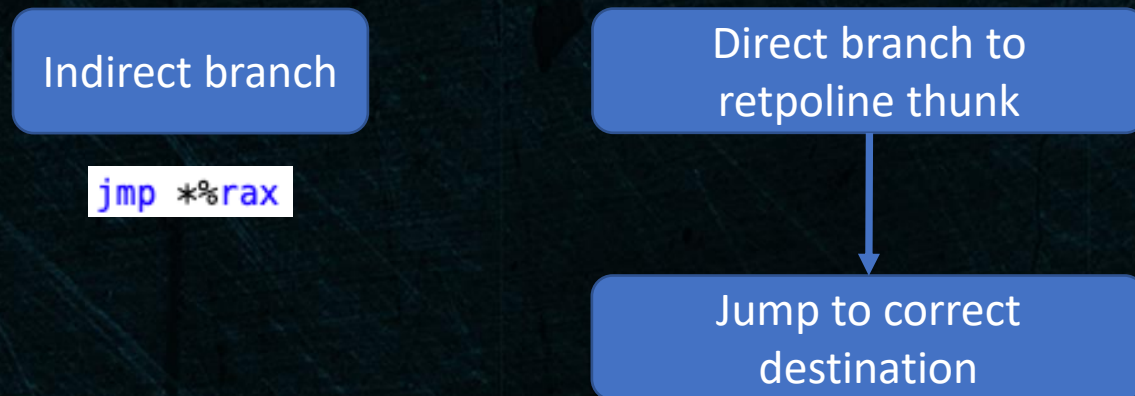 Indirect branch
jmp *%rax
Direct branch to
retpoline thunk
Jump to correct
destination